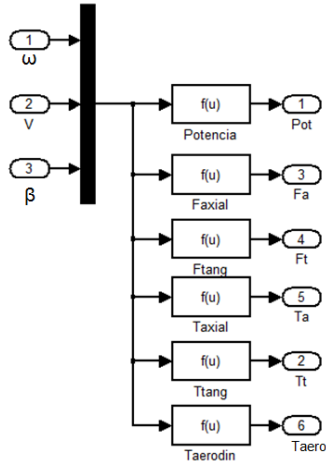 1
ω
2
V
3
β
f(u)
Potencia
1
Pot
f(u)
Faxial
3
Fa
f(u)
Ftang
4
Ft
f(u)
Taxial
5
Ta
f(u)
Ttang
2
Tt
f(u)
Taerodin
6
Taero